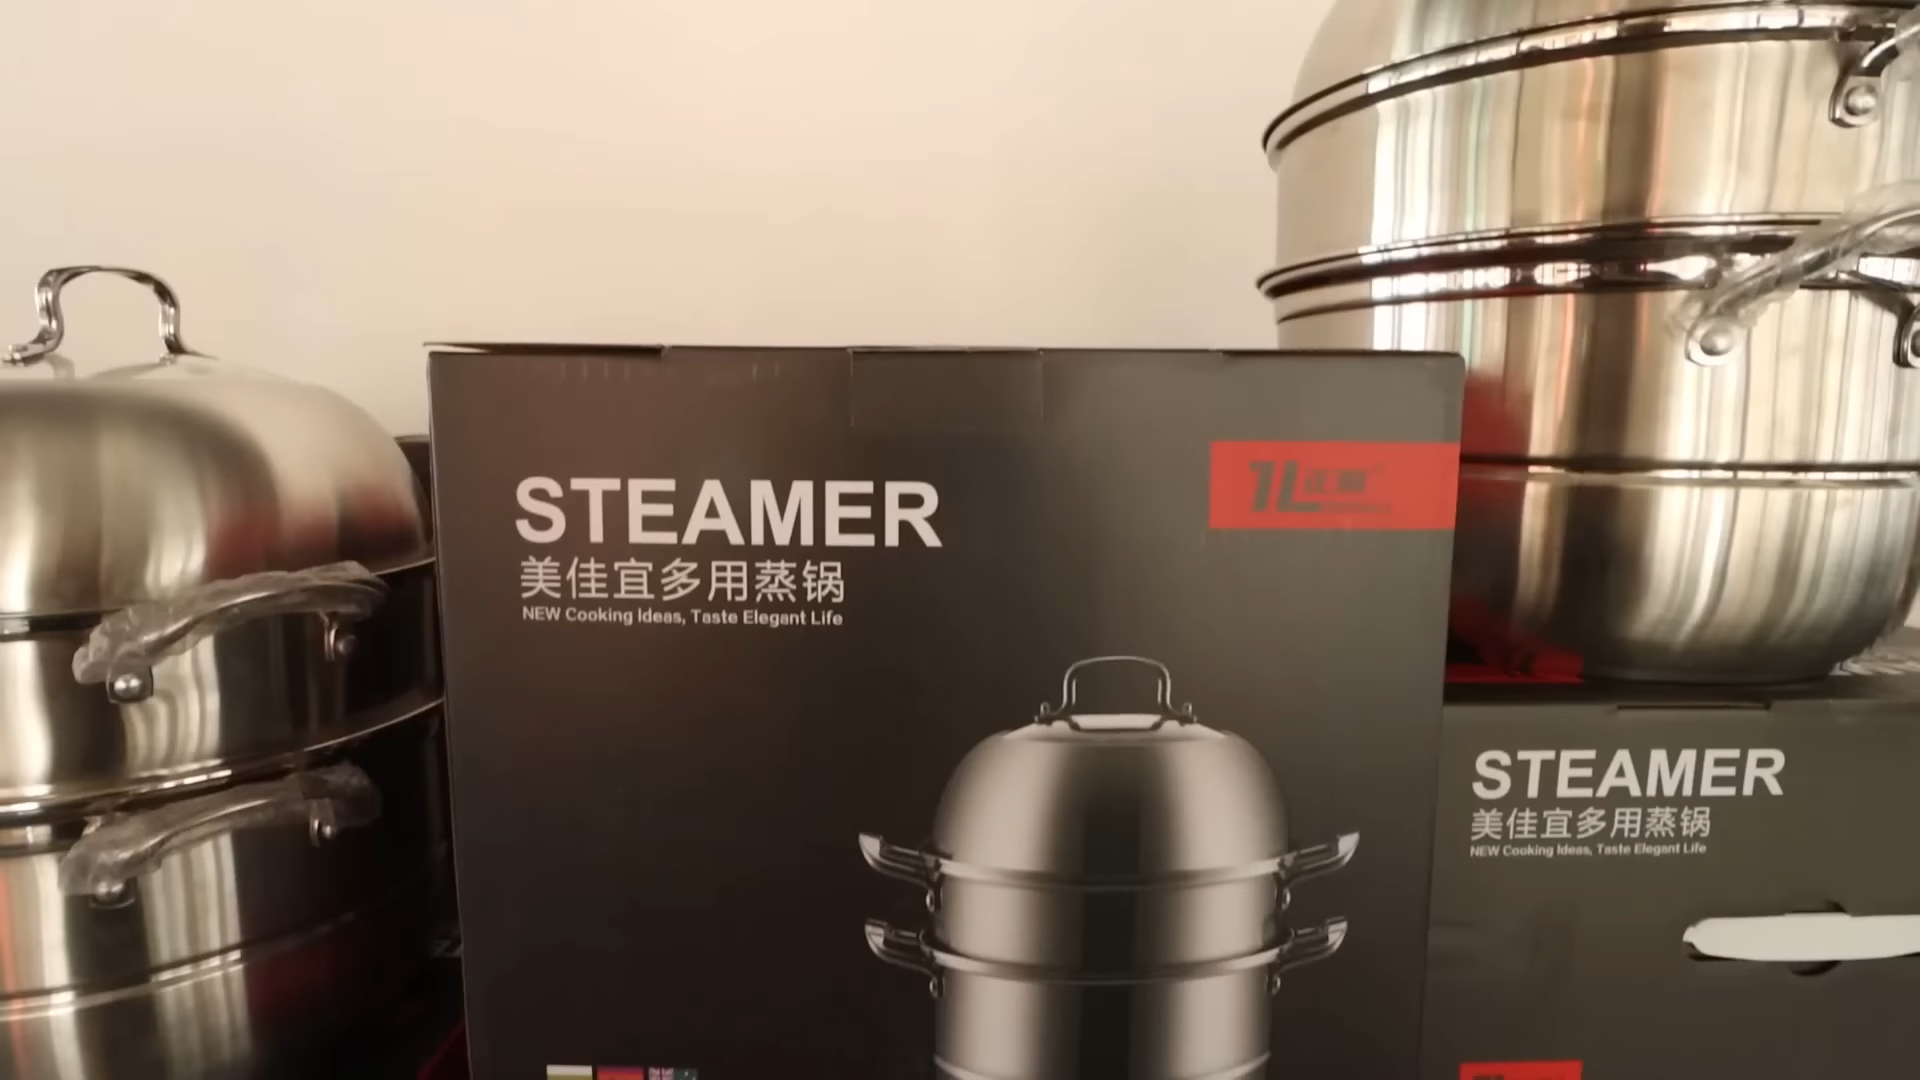 STEAMER
美佳宜多用蒸锅
NEW Cooking Ideas, Taste Elegant Life
STEAMER
美佳宜多用蒸锅
NEW Cooking Ideas, Taste Elegant Life